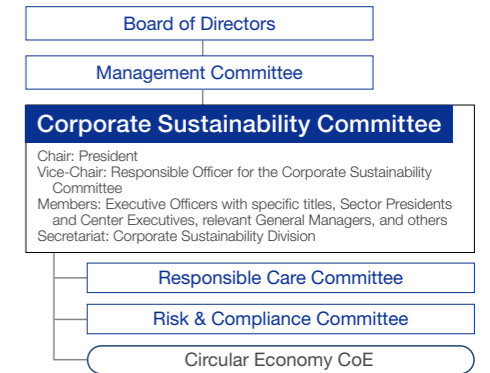 Board of Directors
Management Committee
Corporate Sustainability Committee
Chair: President
Vice-Chair: Responsible Officer for the Corporate Sustainability
Committee
Members: Executive Officers with specific titles, Sector Presidents
and Center Executives, relevant General Managers, and others
Secretariat: Corporate Sustainability Division
Responsible Care Committee
Risk & Compliance Committee
Circular Economy CoE